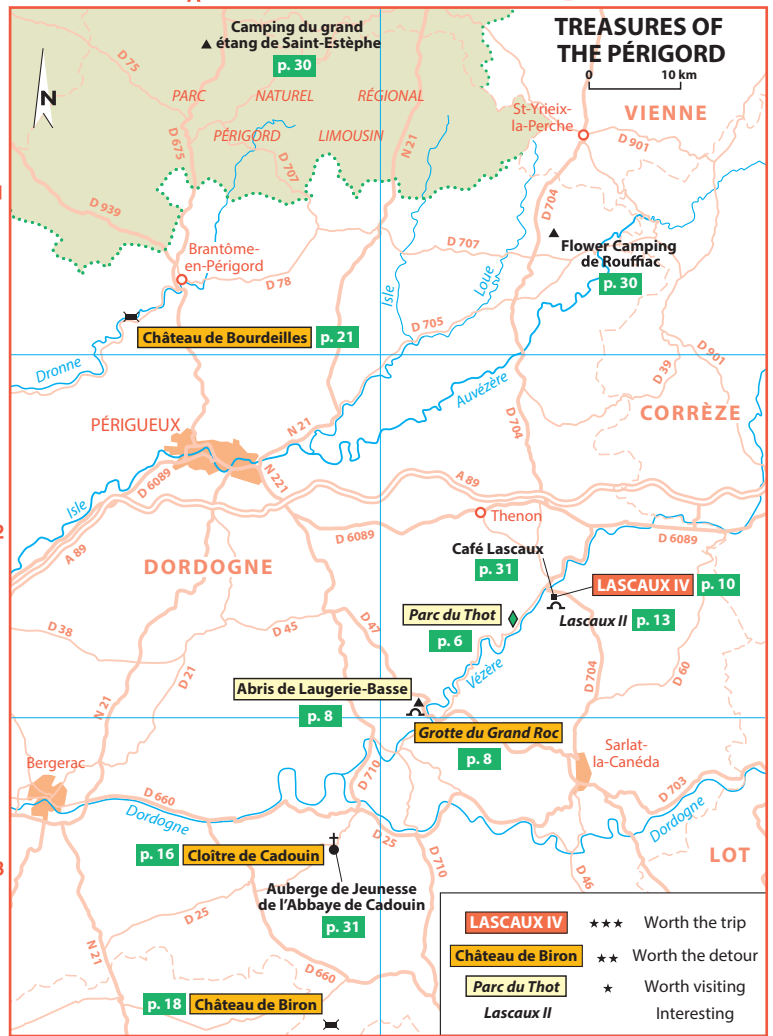 TREASURES OF
THE PÉRIGORD
0 10 km
N
Camping du grand
étang de Saint-Estèphe
p. 30
D 75
PARC NATUREL RÉGIONAL
PÉRIGORD LIMOUSIN
D 675
N 21
D 707
D 939
St-Yrieix-
la-Perche
VIENNE
D 901
D 704
Flower Camping
de Rouffiac
p. 30
D 707
Brantôme-
en-Périgord
D 78
Isle
Loue
D 705
Château de Bourdeilles p. 21
Dronne
Auvézère
D 39
D 901
CORRÈZE
PÉRIGUEUX
N 21
D 704
D 6089
N 221
Isle
A 89
A 89
Thenon
D 6089
D 6089
DORDOGNE
Café Lascaux
p. 31
LASCAUX IV p. 10
Lascaux II p. 13
Parc du Thot
p. 6
D 38
D 45
D 47
D 21
Vézère
D 704
D 60
N 21
Abris de Laugerie-Basse
p. 8
Grotte du Grand Roc
p. 8
Sarlat-
la-Canéda
Bergerac
D 660
D 710
D 703
Dordogne
Dordogne
D 25
D 710
D 46
LOT
p. 16 Cloître de Cadouin
Auberge de Jeunesse
de l'Abbaye de Cadouin
p. 31
D 25
N 21
D 660
p. 18 Château de Biron
LASCAUX IV ★★★ Worth the trip
Château de Biron ★★ Worth the detour
Parc du Thot ★ Worth visiting
Lascaux II Interesting